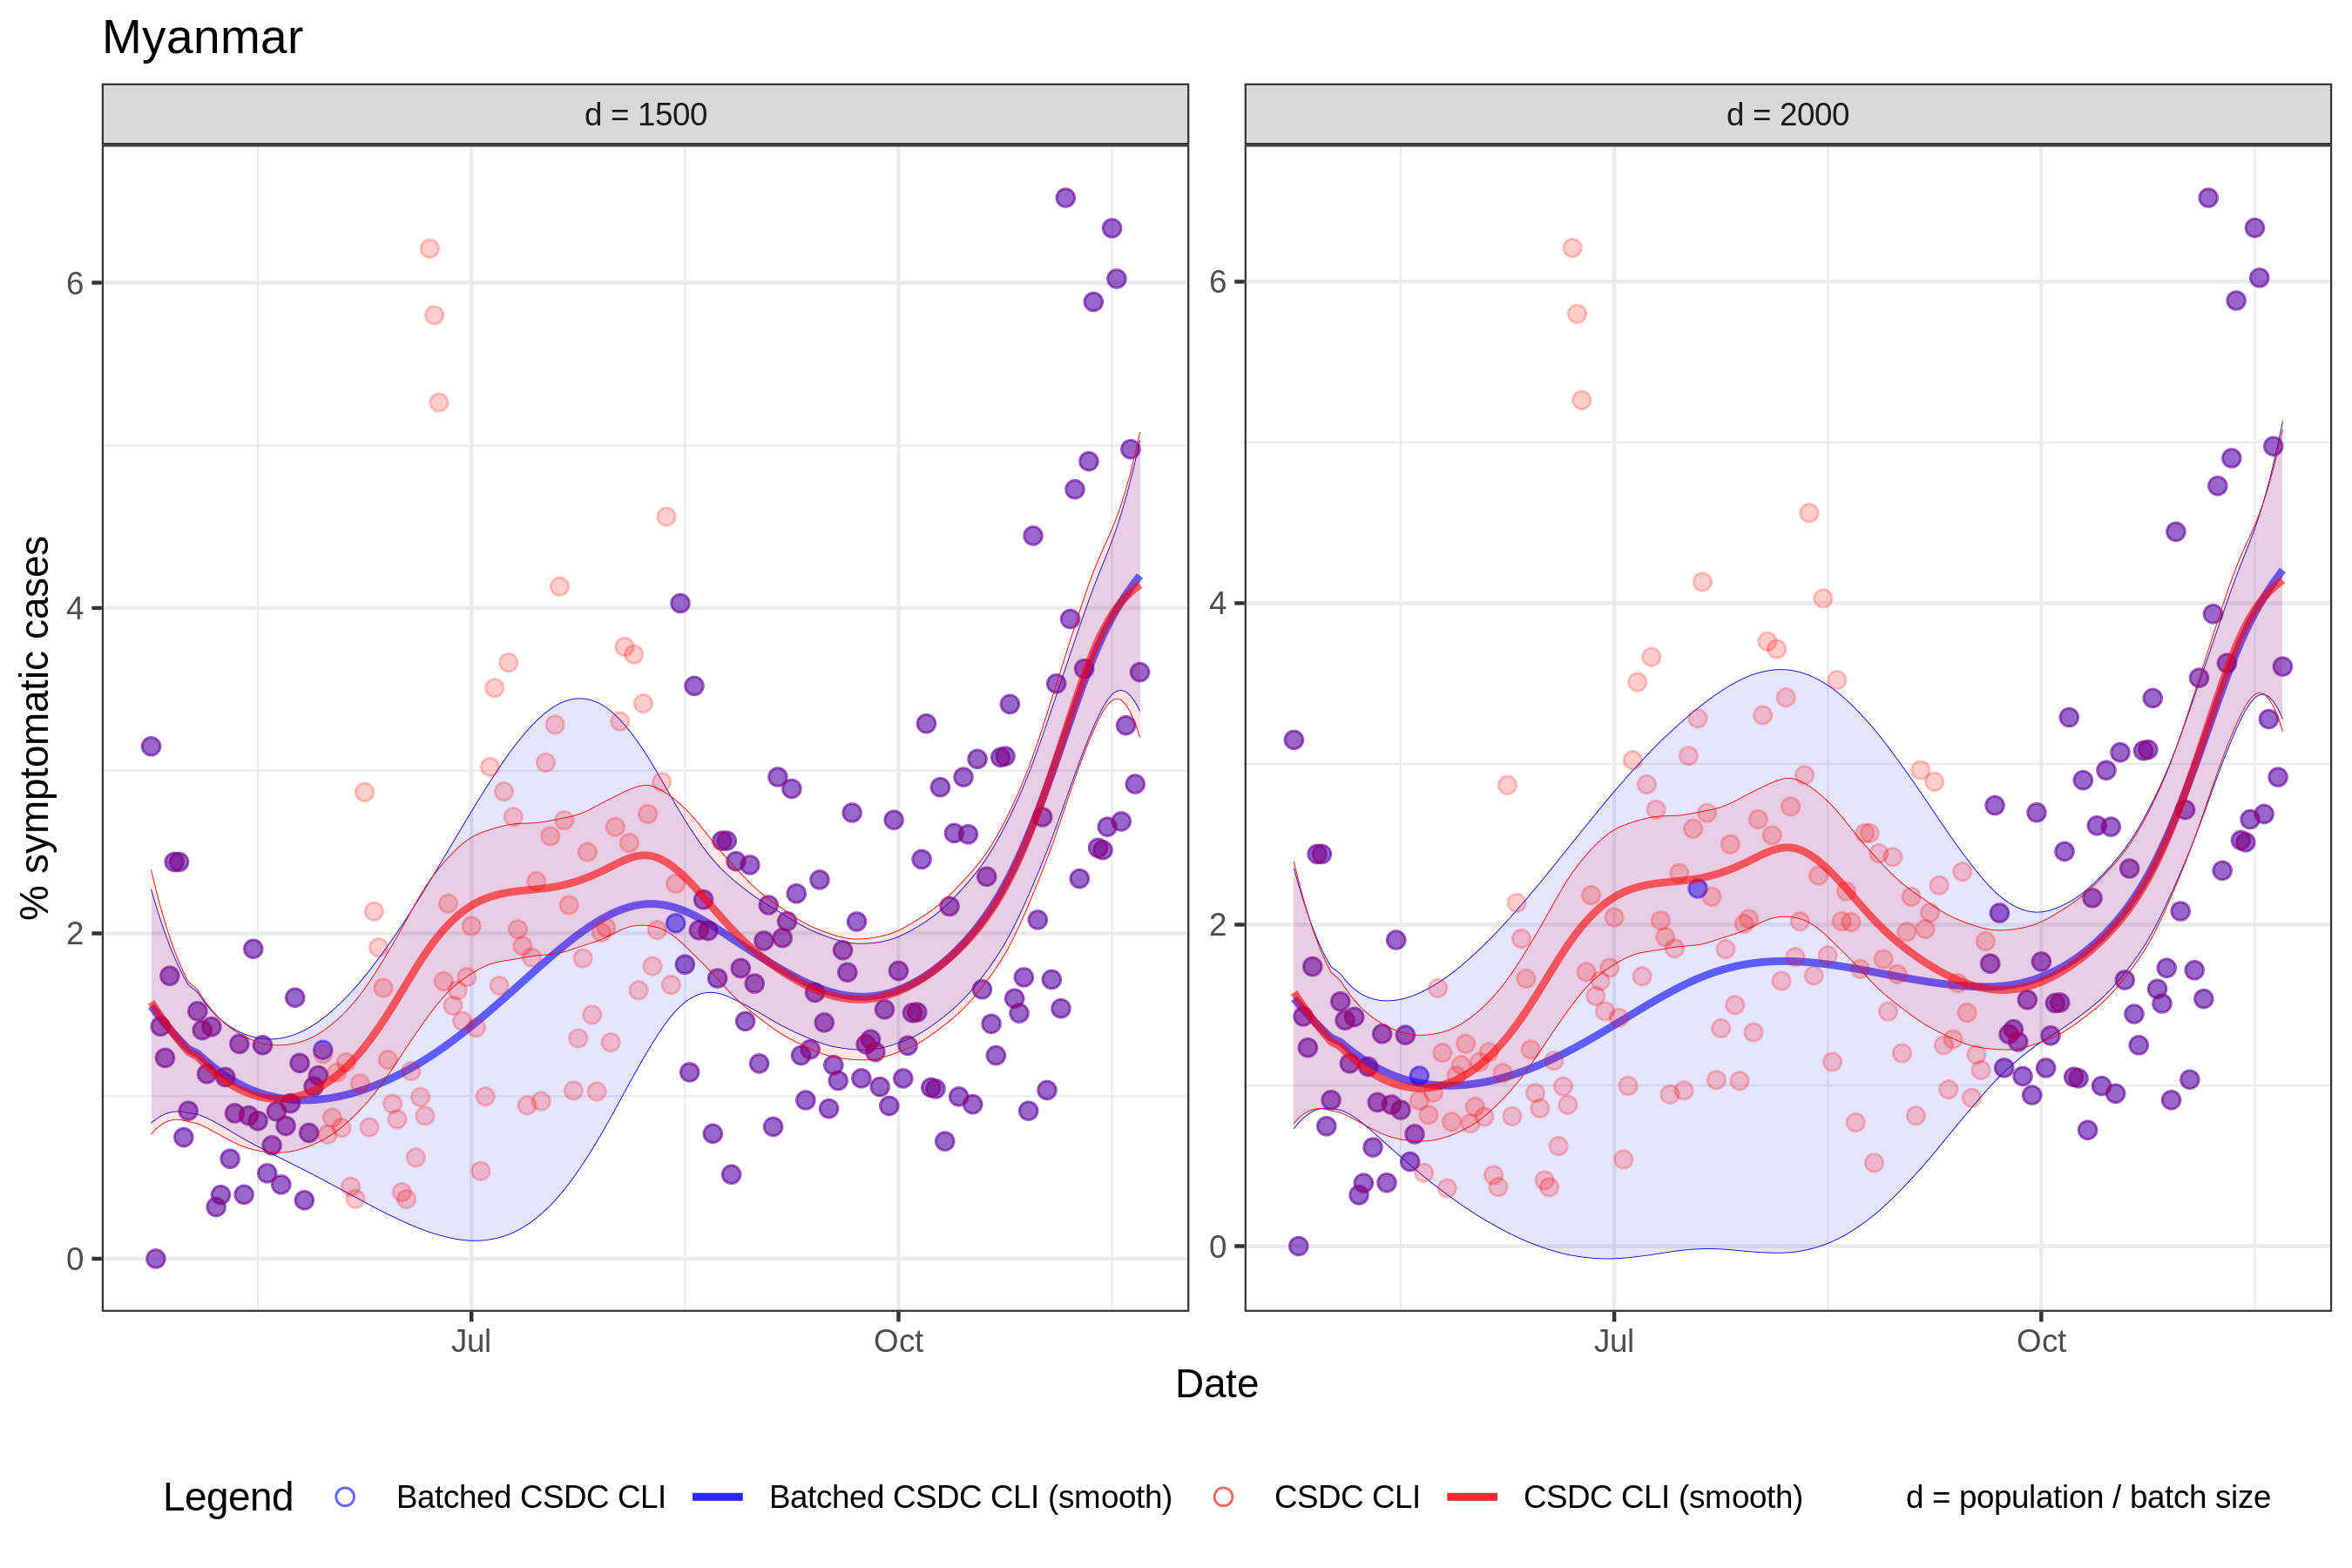 Myanmar
d = 1500
d = 2000
% symptomatic cases
6
4
2
0
6
4
2
0
Jul
Oct
Jul
Oct
Date
Legend
Batched CSDC CLI
Batched CSDC CLI (smooth)
CSDC CLI
CSDC CLI (smooth)
d = population / batch size